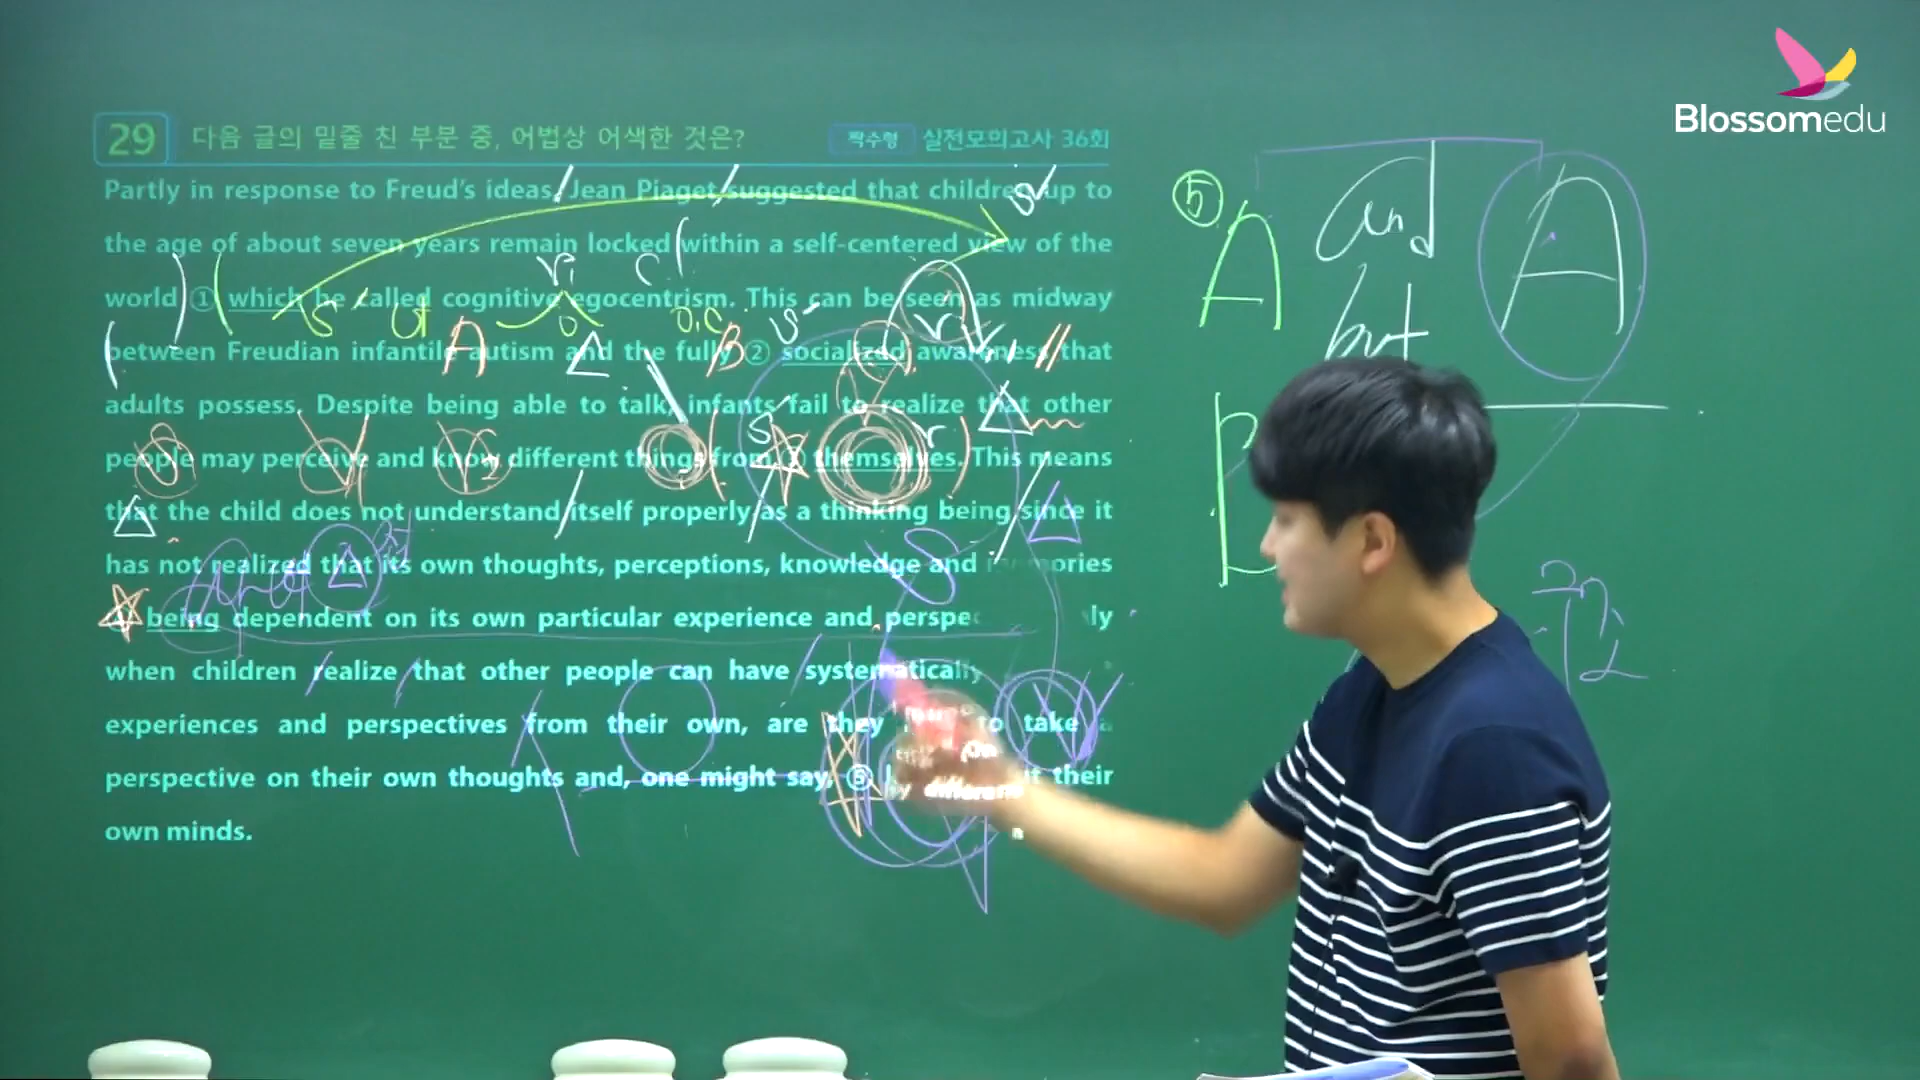 Blossomedu
29 다음 글의 밑줄 친 부분 중, 어법상 어색한 것은? 짝수형 실전모의고사 36회
Partly in response to Freud's ideas, Jean Piaget suggested that children up to
the age of about seven years remain locked within a self-centered view of the
world ① which he called cognitive egocentrism. This can be seen as midway
between Freudian infantile autism and the fully ② socialized awareness that
adults possess. Despite being able to talk, infants fail to realize that other
people may perceive and know different things from ③ themselves. This means
that the child does not understand itself properly as a thinking being since it
has not realized that its own thoughts, perceptions, knowledge and
being dependent on its own particular experience and
when children realize that other people can have systematically
experiences and perspectives from their own, are they to take a
perspective on their own thoughts and, one might say, ⑤ their
own minds.
⑤ A and A
but
B